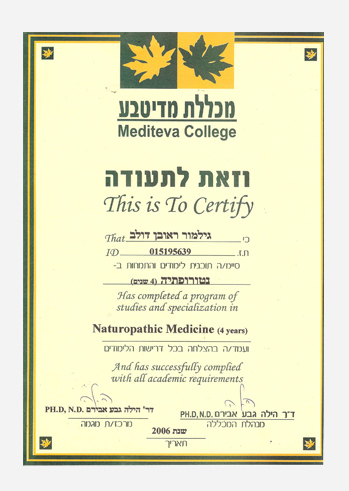 מכללת מדיטבע
Mediteva College
וזאת לתעודה
This is To Certify
That גילמור ראובן דולב כי
ID 015195639 ת.ז.
סיימ/ה תוכנית לימודים והתמחות ב-
נטורופתיה (4 שנים)
Has completed a program of
studies and specialization in
Naturopathic Medicine (4 years)
ועמד/ה בהצלחה בכל דרישות הלימודים
And has successfully complied
with all academic requirements
ד״ר הילה גבע אבירם PH.D, N.D.
מנהלת המכללה
דר' הילה גבע אבירם PH.D, N.D.
מרכז/ת מגמה
שנת 2006
תאריך